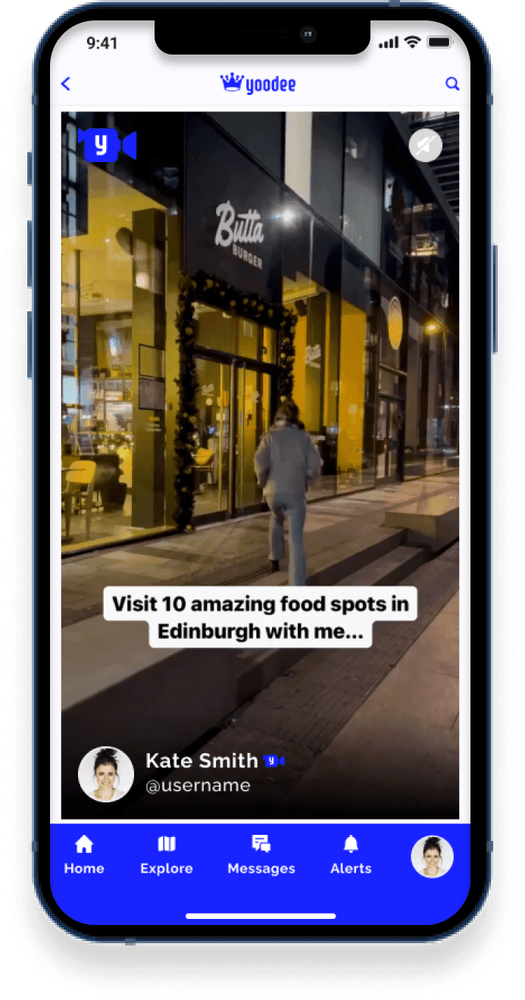 9:41
yoodee
y
Butta
BURGER
Visit 10 amazing food spots in
Edinburgh with me...
Kate Smith y
@username
Home Explore Messages Alerts